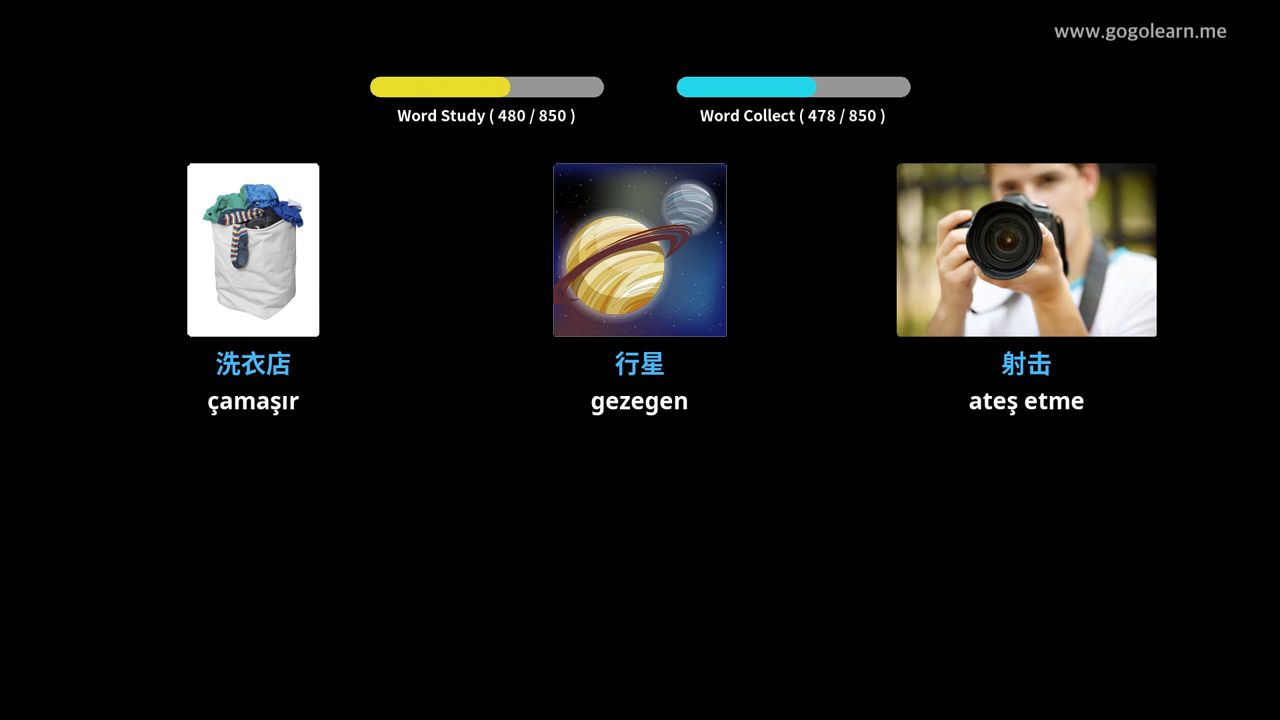 www.gogolearn.me
Word Study ( 480 / 850 )
Word Collect ( 478 / 850 )
洗衣店
çamaşır
行星
gezegen
射击
ateş etme